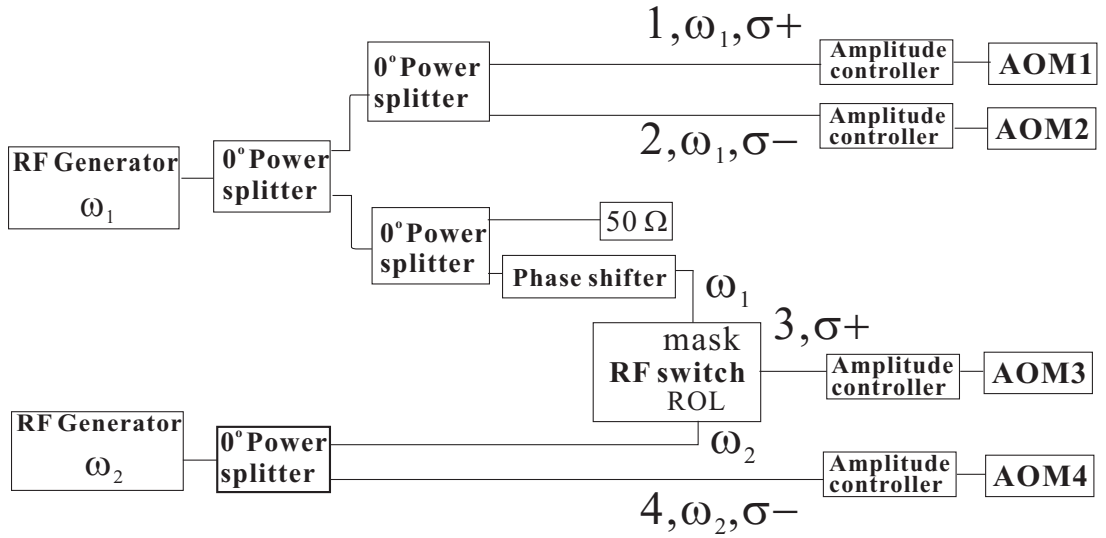 1,ω₁,σ+
0° Power
splitter
Amplitude
controller
AOM1
2,ω₁,σ−
Amplitude
controller
AOM2
RF Generator
ω₁
0° Power
splitter
0° Power
splitter
50 Ω
Phase shifter
ω₁
3,σ+
mask
RF switch
ROL
Amplitude
controller
AOM3
RF Generator
ω₂
0° Power
splitter
ω₂
4,ω₂,σ−
Amplitude
controller
AOM4